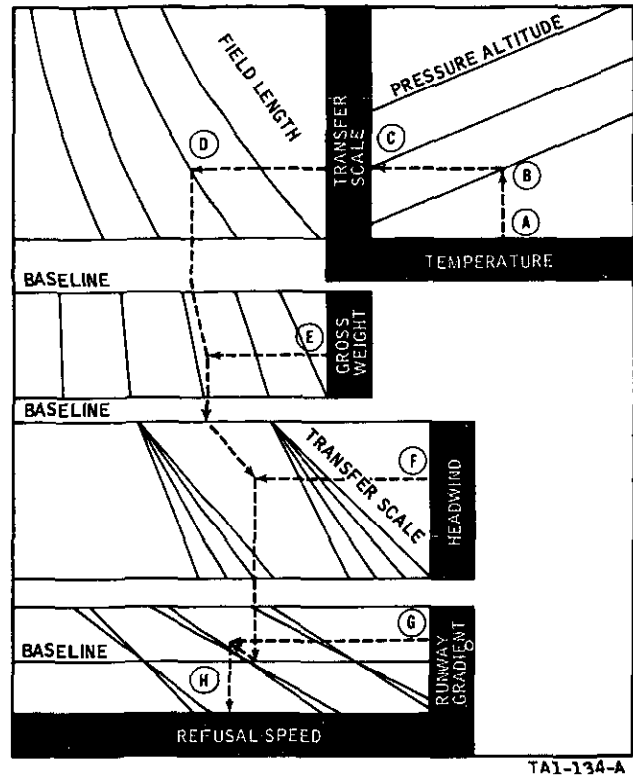 FIELD LENGTH
D
TRANSFER
SCALE
PRESSURE ALTITUDE
C
B
A
TEMPERATURE
BASELINE
E
GROSS
WEIGHT
BASELINE
TRANSFER SCALE
F
HEADWIND
G
BASELINE
H
RUNWAY
GRADIENT
REFUSAL SPEED
TA1-134-A